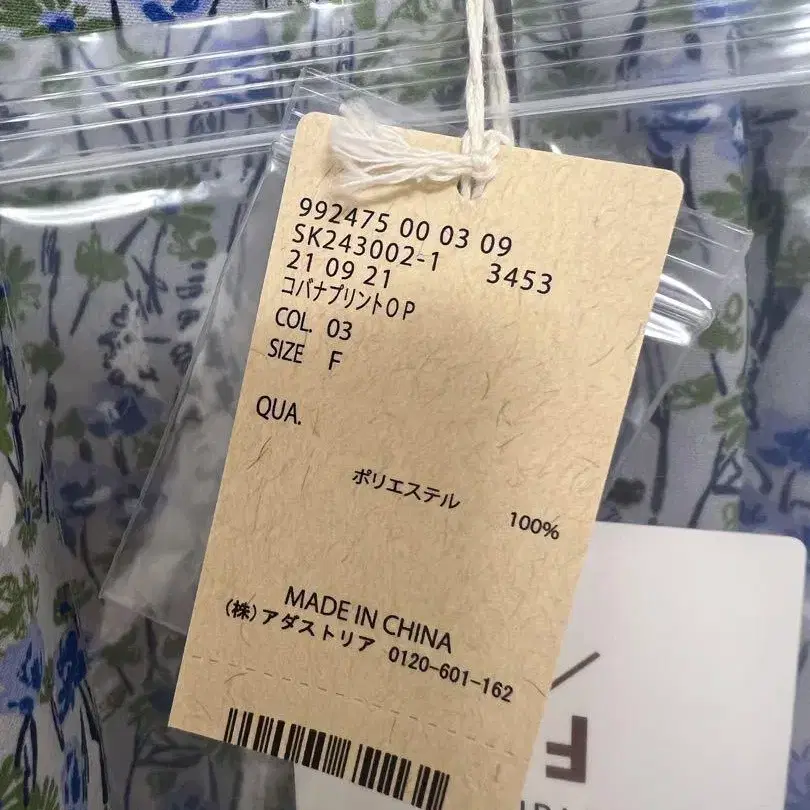 992475 00 03 09
SK243002-1 3453
21 09 21
コバナプリントOP
COL. 03
SIZE F
QUA.
ポリエステル 100%
MADE IN CHINA
(株)アダストリア 0120-601-162